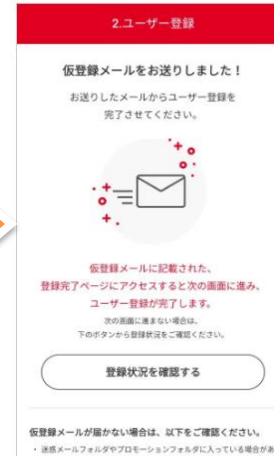 2.ユーザー登録
仮登録メールをお送りしました！
お送りしたメールからユーザー登録を
完了させてください。
仮登録メールに記載された、
登録完了ページにアクセスすると次の画面に進み、
ユーザー登録が完了します。
次の画面に進まない場合は、
下のボタンから登録状況をご確認ください。
登録状況を確認する
仮登録メールが届かない場合は、以下をご確認ください。
・ 迷惑メールフォルダやプロモーションフォルダに入っている場合があ